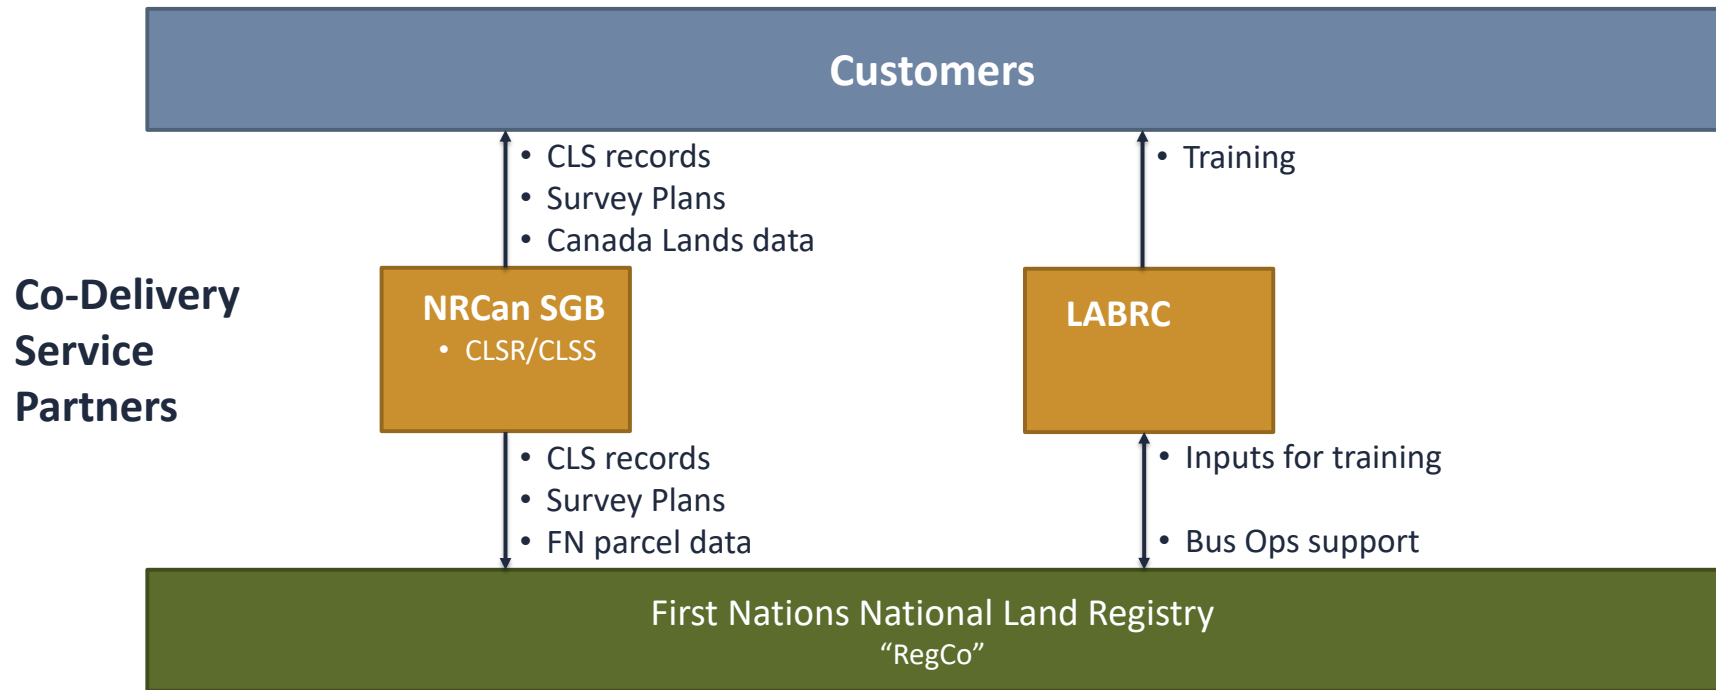 Customers
• CLS records
• Survey Plans
• Canada Lands data
• Training
Co-Delivery
Service
Partners
NRCan SGB
• CLSR/CLSS
LABRC
• CLS records
• Survey Plans
• FN parcel data
• Inputs for training
• Bus Ops support
First Nations National Land Registry
“RegCo”